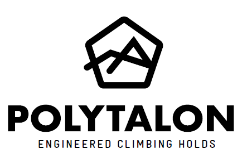 POLYTALON
ENGINEERED CLIMBING HOLDS